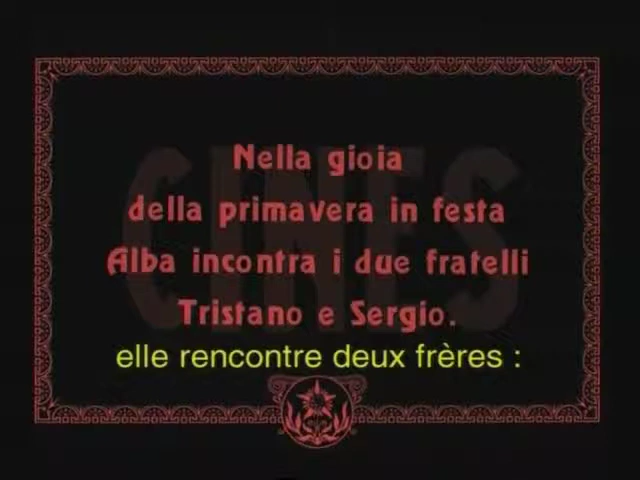 CINES
Nella gioia
della primavera in festa
Alba incontra i due fratelli
Tristano e Sergio.
elle rencontre deux frères :